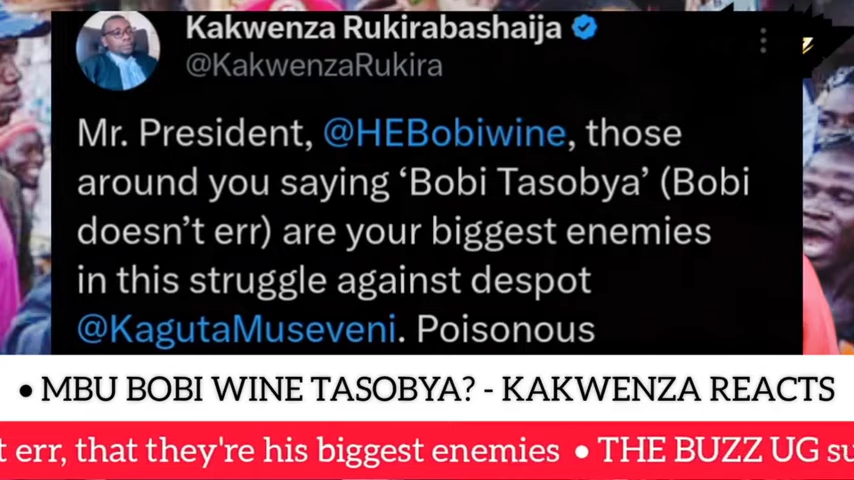 Kakwenza Rukirabashaija
@KakwenzaRukira
Mr. President, @HEBobiwine, those
around you saying ‘Bobi Tasobya’ (Bobi
doesn’t err) are your biggest enemies
in this struggle against despot
@KagutaMuseveni. Poisonous
• MBU BOBI WINE TASOBYA? - KAKWENZA REACTS
t err, that they're his biggest enemies • THE BUZZ UG su